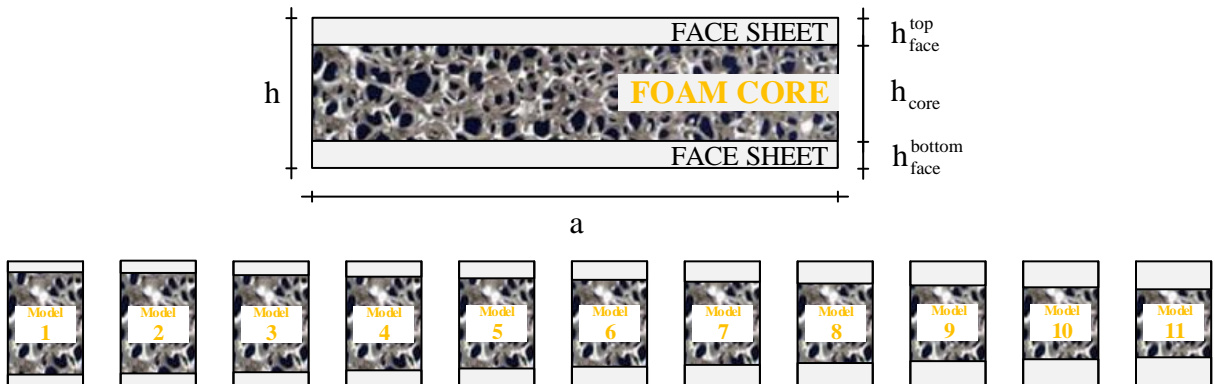 FACE SHEET
h top face
h
FOAM CORE
h core
FACE SHEET
h bottom face
a
Model 1
Model 2
Model 3
Model 4
Model 5
Model 6
Model 7
Model 8
Model 9
Model 10
Model 11